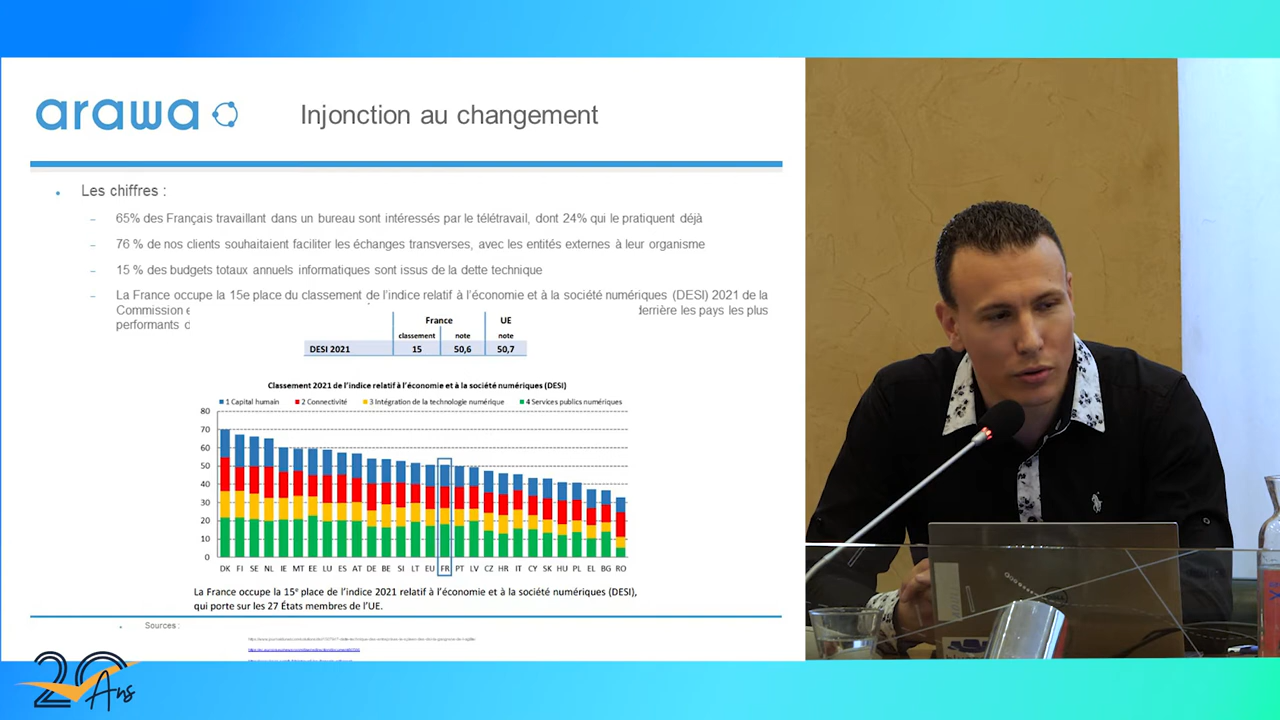 arawa
Injonction au changement
Les chiffres :
65% des Français travaillant dans un bureau sont intéressés par le télétravail, dont 24% qui le pratiquent déjà
76 % de nos clients souhaitaient faciliter les échanges transverses, avec les entités externes à leur organisme
15 % des budgets totaux annuels informatiques sont issus de la dette technique
La France occupe la 15e place du classement de l'indice relatif à l'économie et à la société numériques (DESI) 2021 de la
Commission derrière les pays les plus
performants
France UE
classement note note
DESI 2021 15 50,6 50,7
Classement 2021 de l'indice relatif à l'économie et à la société numériques (DESI)
1 Capital humain 2 Connectivité 3 Intégration de la technologie numérique 4 Services publics numériques
80
70
60
50
40
30
20
10
0
DK FI SE NL IE MT EE LU ES AT DE BE SI LT EU FR PT LV CZ HR IT CY SK HU PL EL BG RO
La France occupe la 15e place de l'indice 2021 relatif à l'économie et à la société numériques (DESI),
qui porte sur les 27 États membres de l'UE.
Sources :
20
Ans